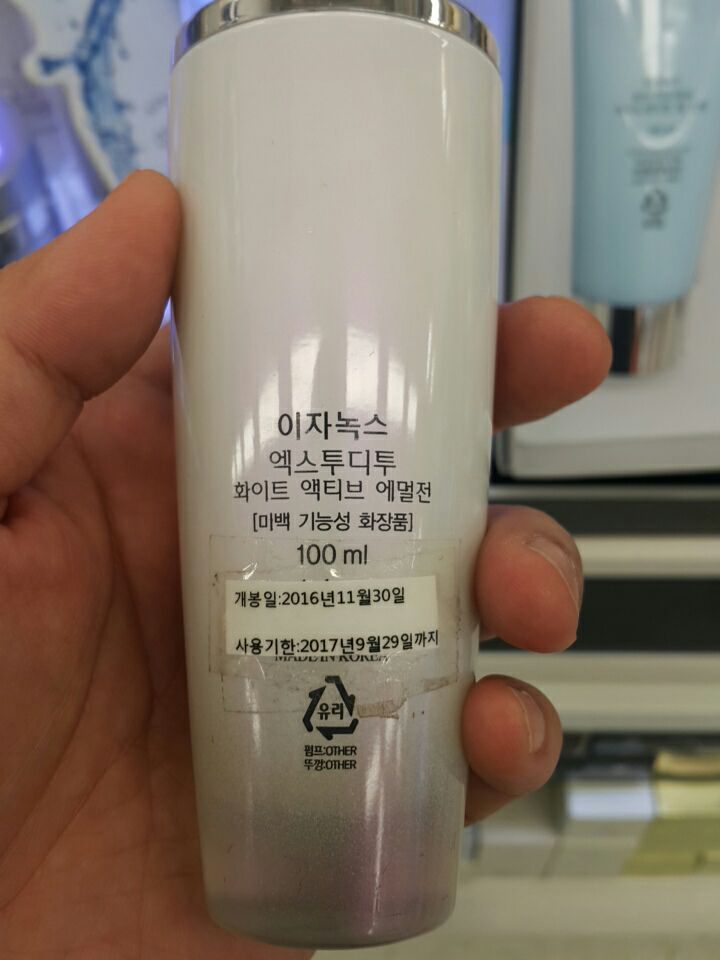 이자녹스
엑스투디투
화이트 액티브 에멀전
[미백 기능성 화장품]
100 ml
개봉일:2016년11월30일
사용기한:2017년9월29일까지
MADE IN KOREA
유리
펌프:OTHER
뚜껑:OTHER